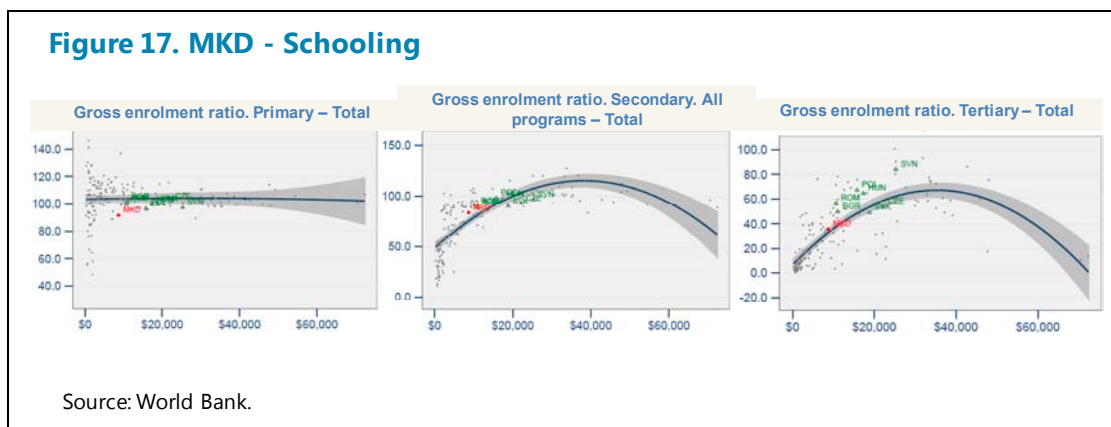 Figure 17. MKD - Schooling
Gross enrolment ratio. Primary – Total
140.0
120.0
100.0
80.0
60.0
40.0
MKD
$0
$20,000
$40,000
$60,000
Gross enrolment ratio. Secondary. All
programs – Total
150.0
100.0
50.0
0.0
$0
$20,000
$40,000
$60,000
Gross enrolment ratio. Tertiary – Total
100.0
80.0
60.0
40.0
20.0
0.0
-20.0
SVN
POL
HUN
ROM
BGR
MKD
$0
$20,000
$40,000
$60,000
Source: World Bank.